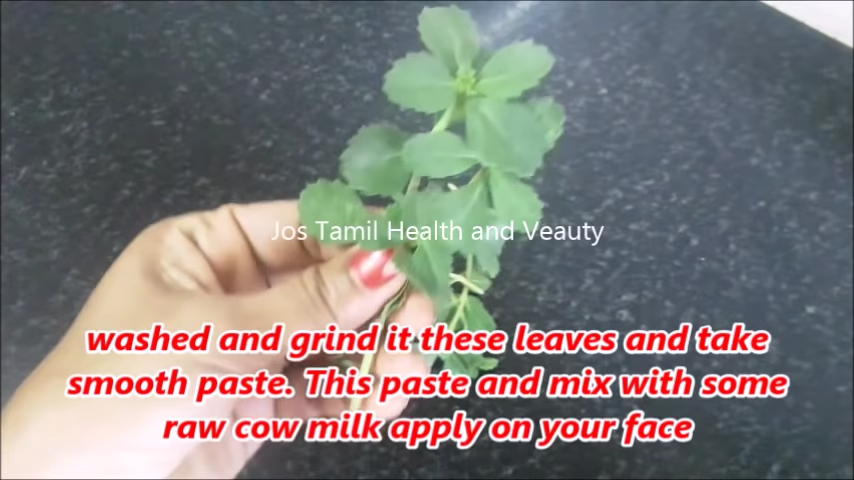 Jos Tamil Health and Veauty
washed and grind it these leaves and take
smooth paste. This paste and mix with some
raw cow milk apply on your face